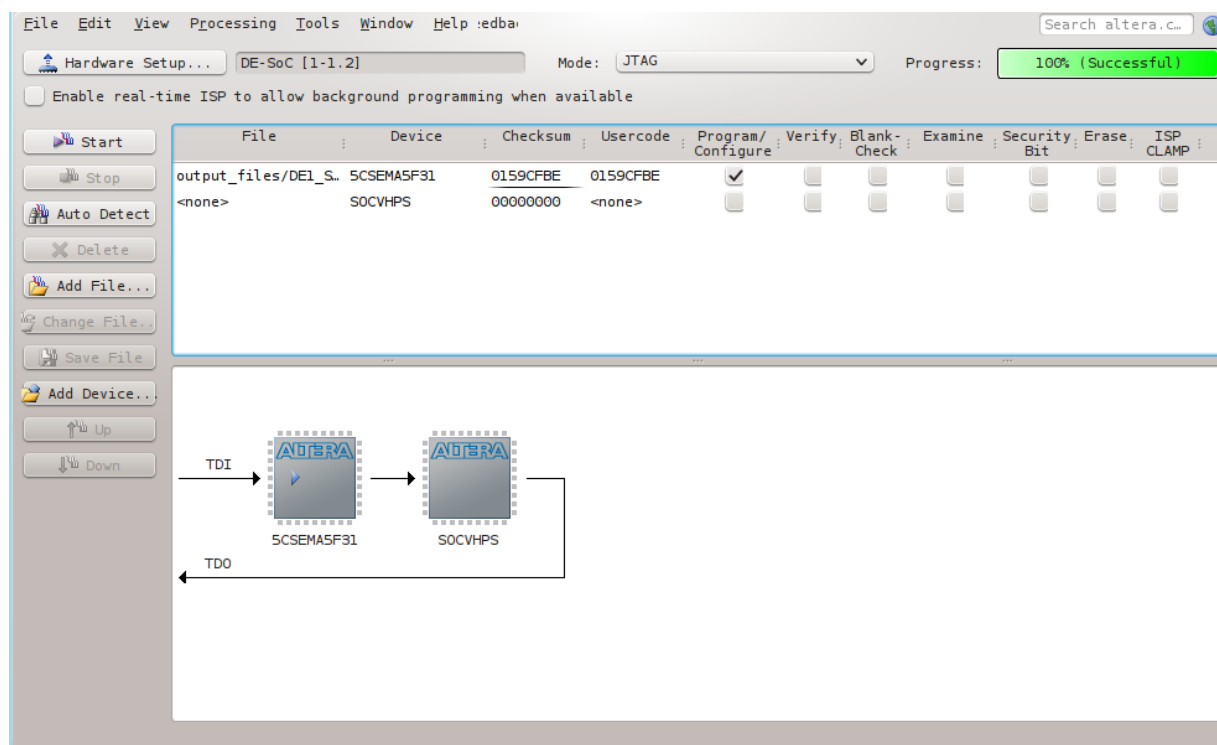 File Edit View Processing Tools Window Help :edba
Search altera.c…
Hardware Setup... DE-SoC [1-1.2] Mode: JTAG Progress: 100% (Successful)
Enable real-time ISP to allow background programming when available
Start
Stop
Auto Detect
Delete
Add File...
Change File..
Save File
Add Device..
Up
Down
File Device Checksum Usercode Program/ Configure Verify Blank- Check Examine Security Bit Erase ISP CLAMP
output_files/DE1_S… 5CSEMA5F31 0159CFBE 0159CFBE
<none> SOCVHPS 00000000 <none>
ALTERA ALTERA
TDI
5CSEMA5F31 SOCVHPS
TDO